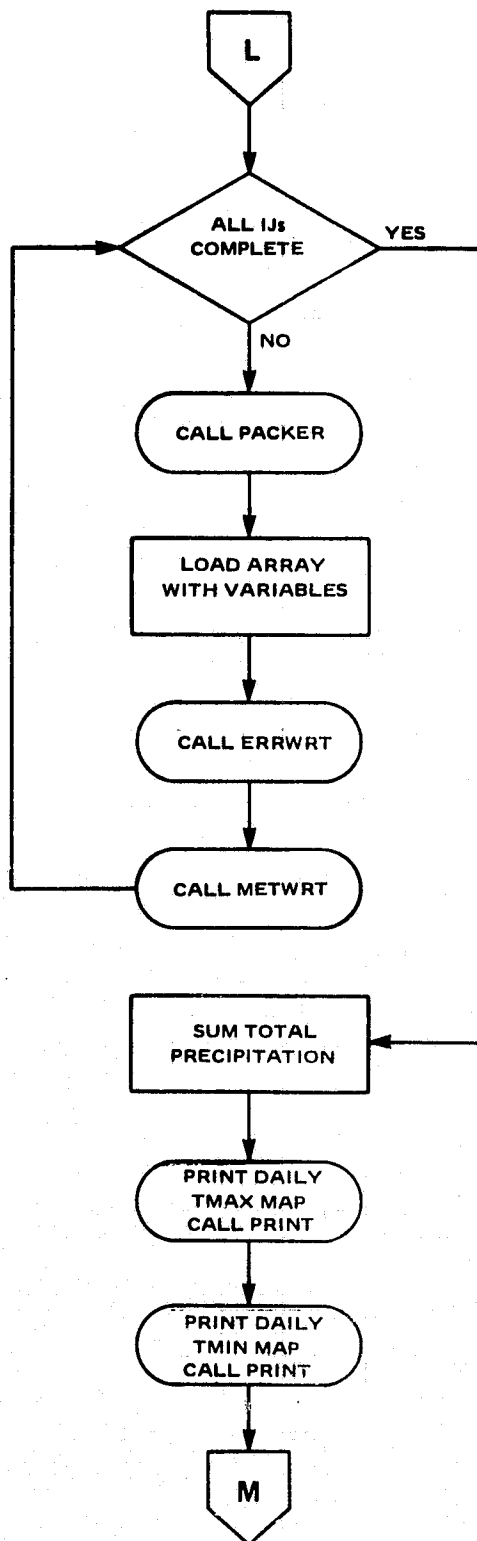 L
ALL IJs
COMPLETE
YES
NO
CALL PACKER
LOAD ARRAY
WITH VARIABLES
CALL ERRWRT
CALL METWRT
SUM TOTAL
PRECIPITATION
PRINT DAILY
TMAX MAP
CALL PRINT
PRINT DAILY
TMIN MAP
CALL PRINT
M